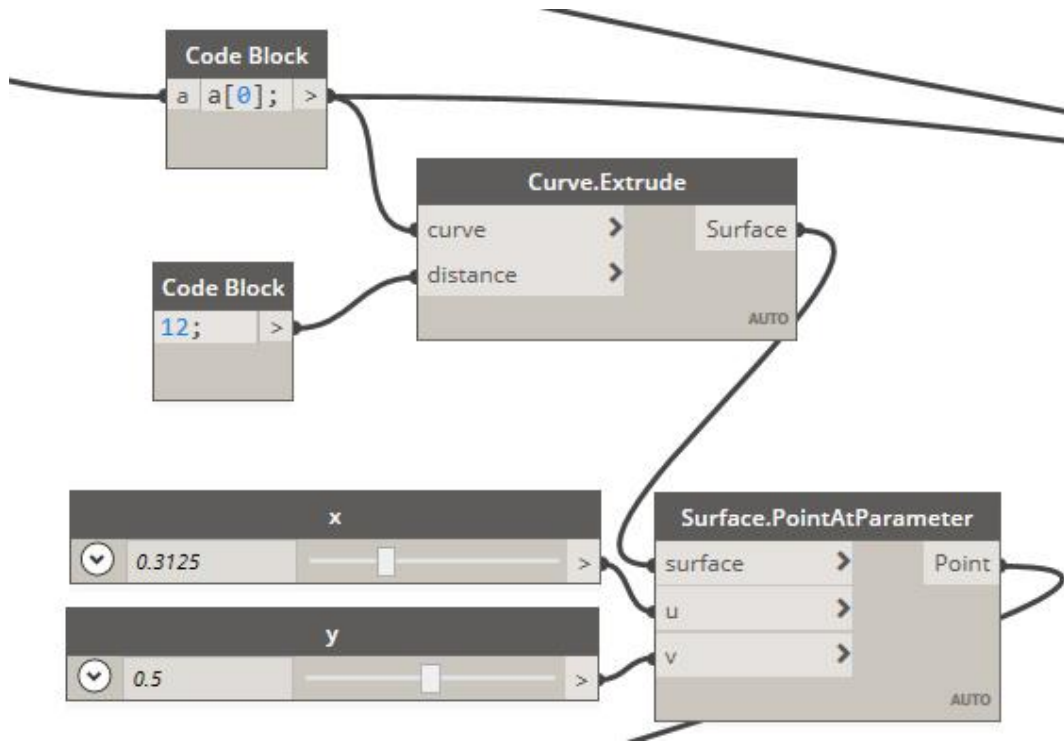 Code Block
a a[0]; >
Curve.Extrude
curve > Surface
distance >
AUTO
Code Block
12; >
x
0.3125 >
y
0.5 >
Surface.PointAtParameter
surface > Point
u >
v >
AUTO